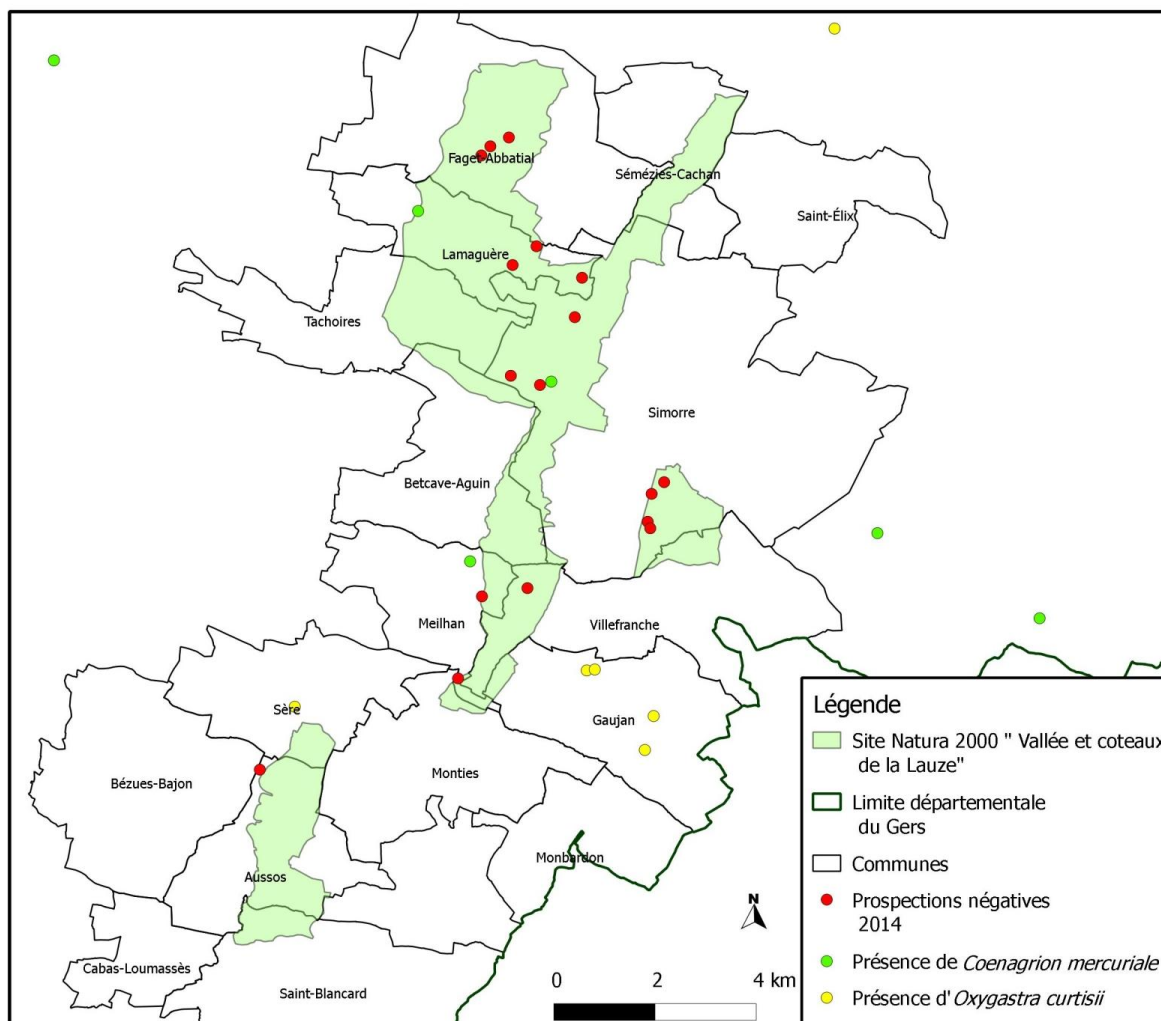 Faget-Abbatial
Sémézies-Cachan
Saint-Élix
Lamaguère
Tachoires
Simorre
Betcave-Aguin
Meilhan
Villefranche
Sère
Gaujan
Bézues-Bajon
Monties
Monbardon
Aussos
Cabas-Loumassès
Saint-Blancard
N
0 2 4 km
Légende
Site Natura 2000 " Vallée et coteaux
de la Lauze"
Limite départementale
du Gers
Communes
Prospections négatives
2014
Présence de Coenagrion mercuriale
Présence d'Oxygastra curtisii